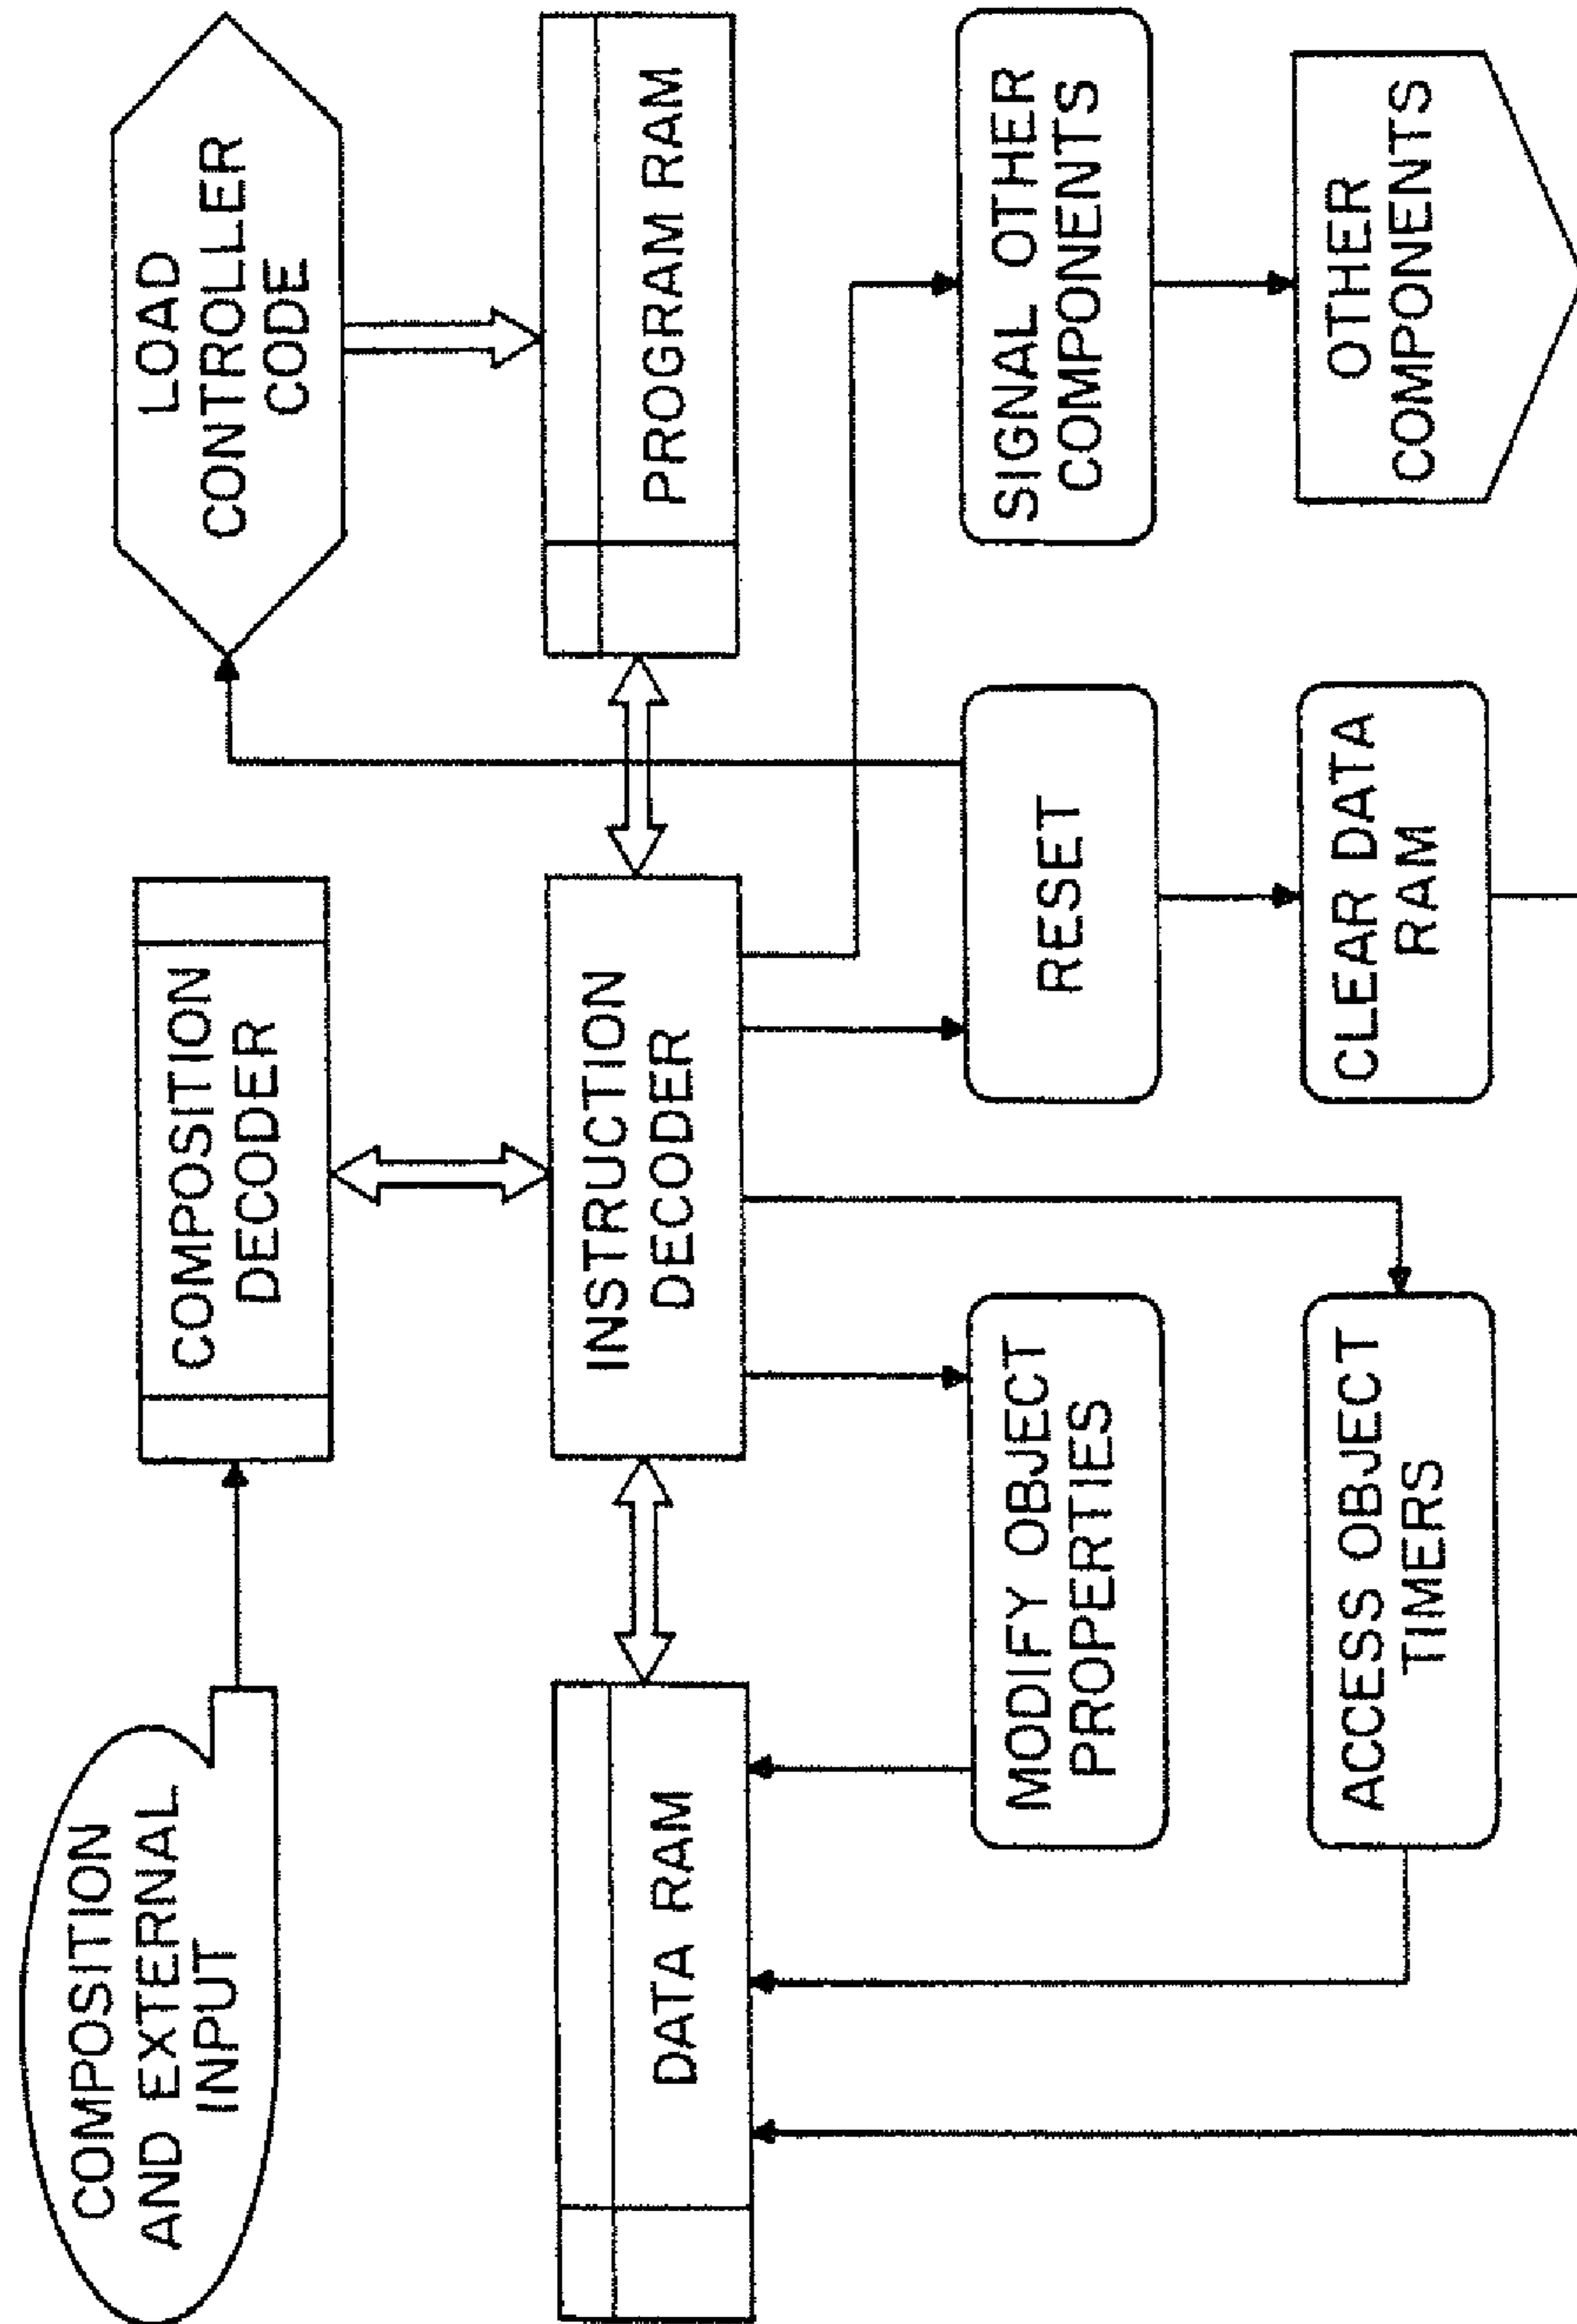 COMPOSITION
AND EXTERNAL
INPUT
COMPOSITION
DECODER
LOAD
CONTROLLER
CODE
DATA RAM
INSTRUCTION
DECODER
PROGRAM RAM
MODIFY OBJECT
PROPERTIES
RESET
SIGNAL OTHER
COMPONENTS
ACCESS OBJECT
TIMERS
CLEAR DATA
RAM
OTHER
COMPONENTS